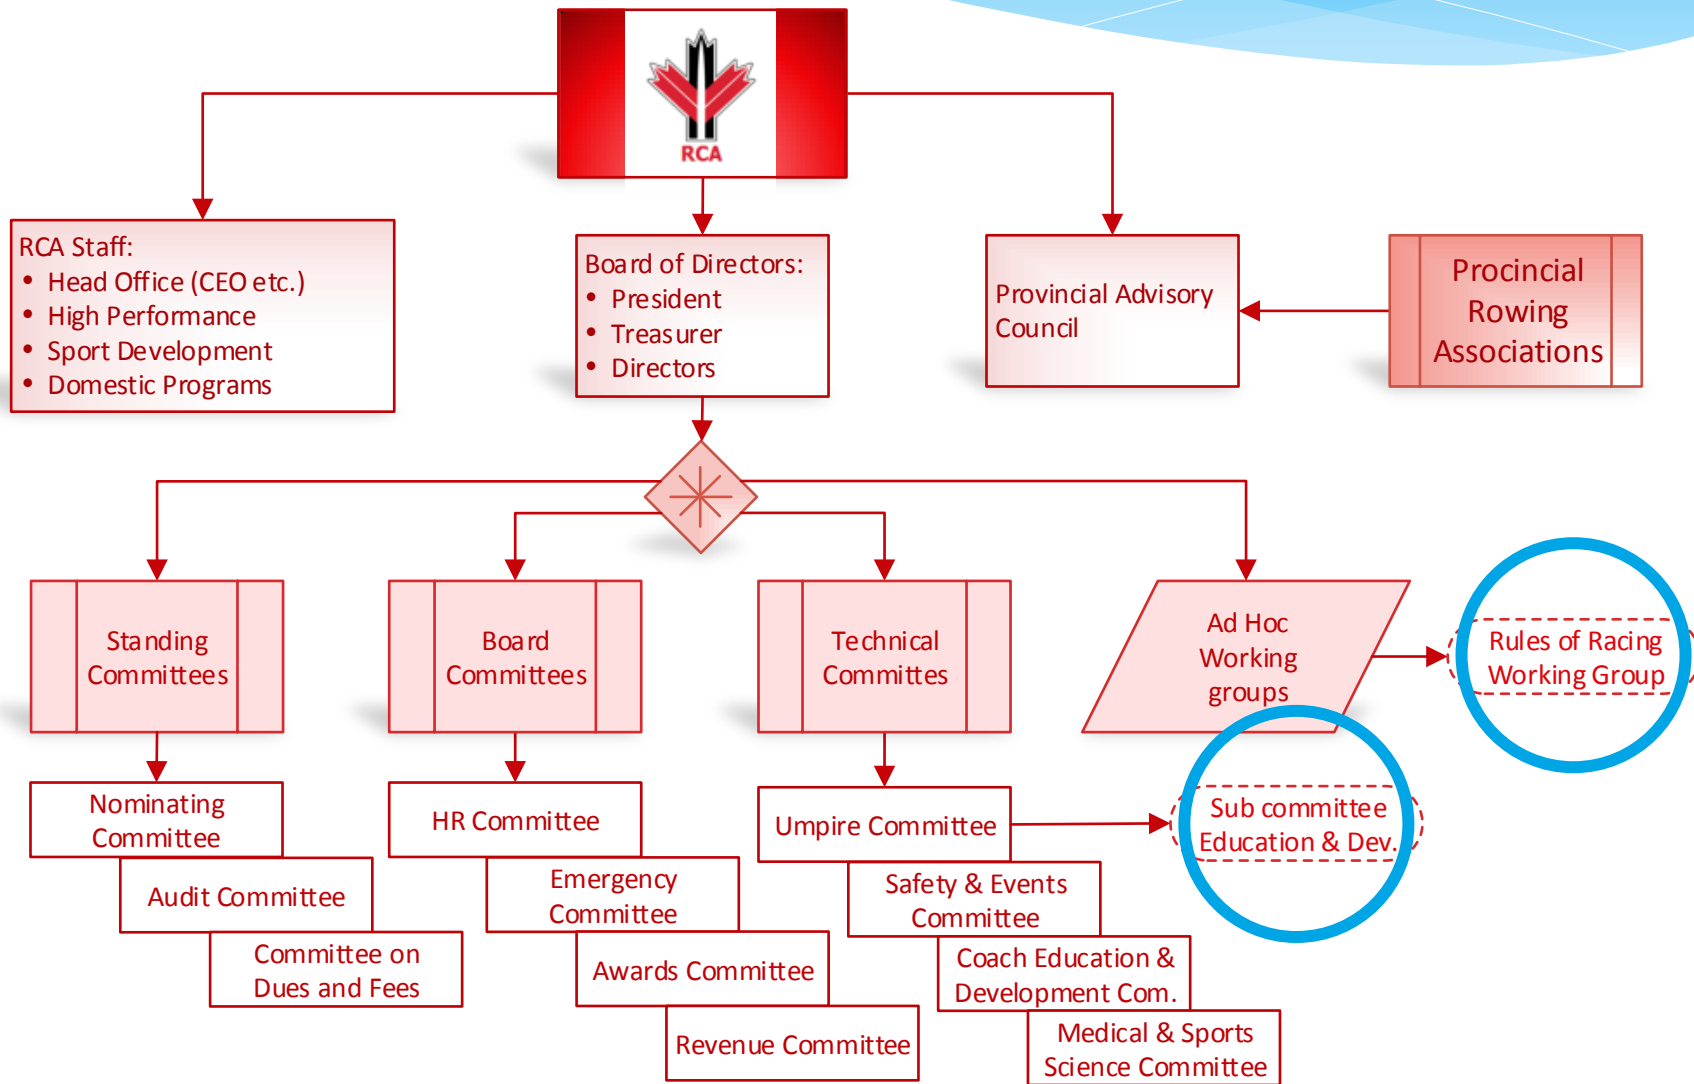 RCA
RCA Staff:
• Head Office (CEO etc.)
• High Performance
• Sport Development
• Domestic Programs
Board of Directors:
• President
• Treasurer
• Directors
Provincial Advisory
Council
Procincial
Rowing
Associations
Standing
Committees
Board
Committees
Technical
Committes
Ad Hoc
Working
groups
Rules of Racing
Working Group
Nominating
Committee
Audit Committee
Committee on
Dues and Fees
HR Committee
Emergency
Committee
Awards Committee
Revenue Committee
Umpire Committee
Safety & Events
Committee
Coach Education &
Development Com.
Medical & Sports
Science Committee
Sub committee
Education & Dev.